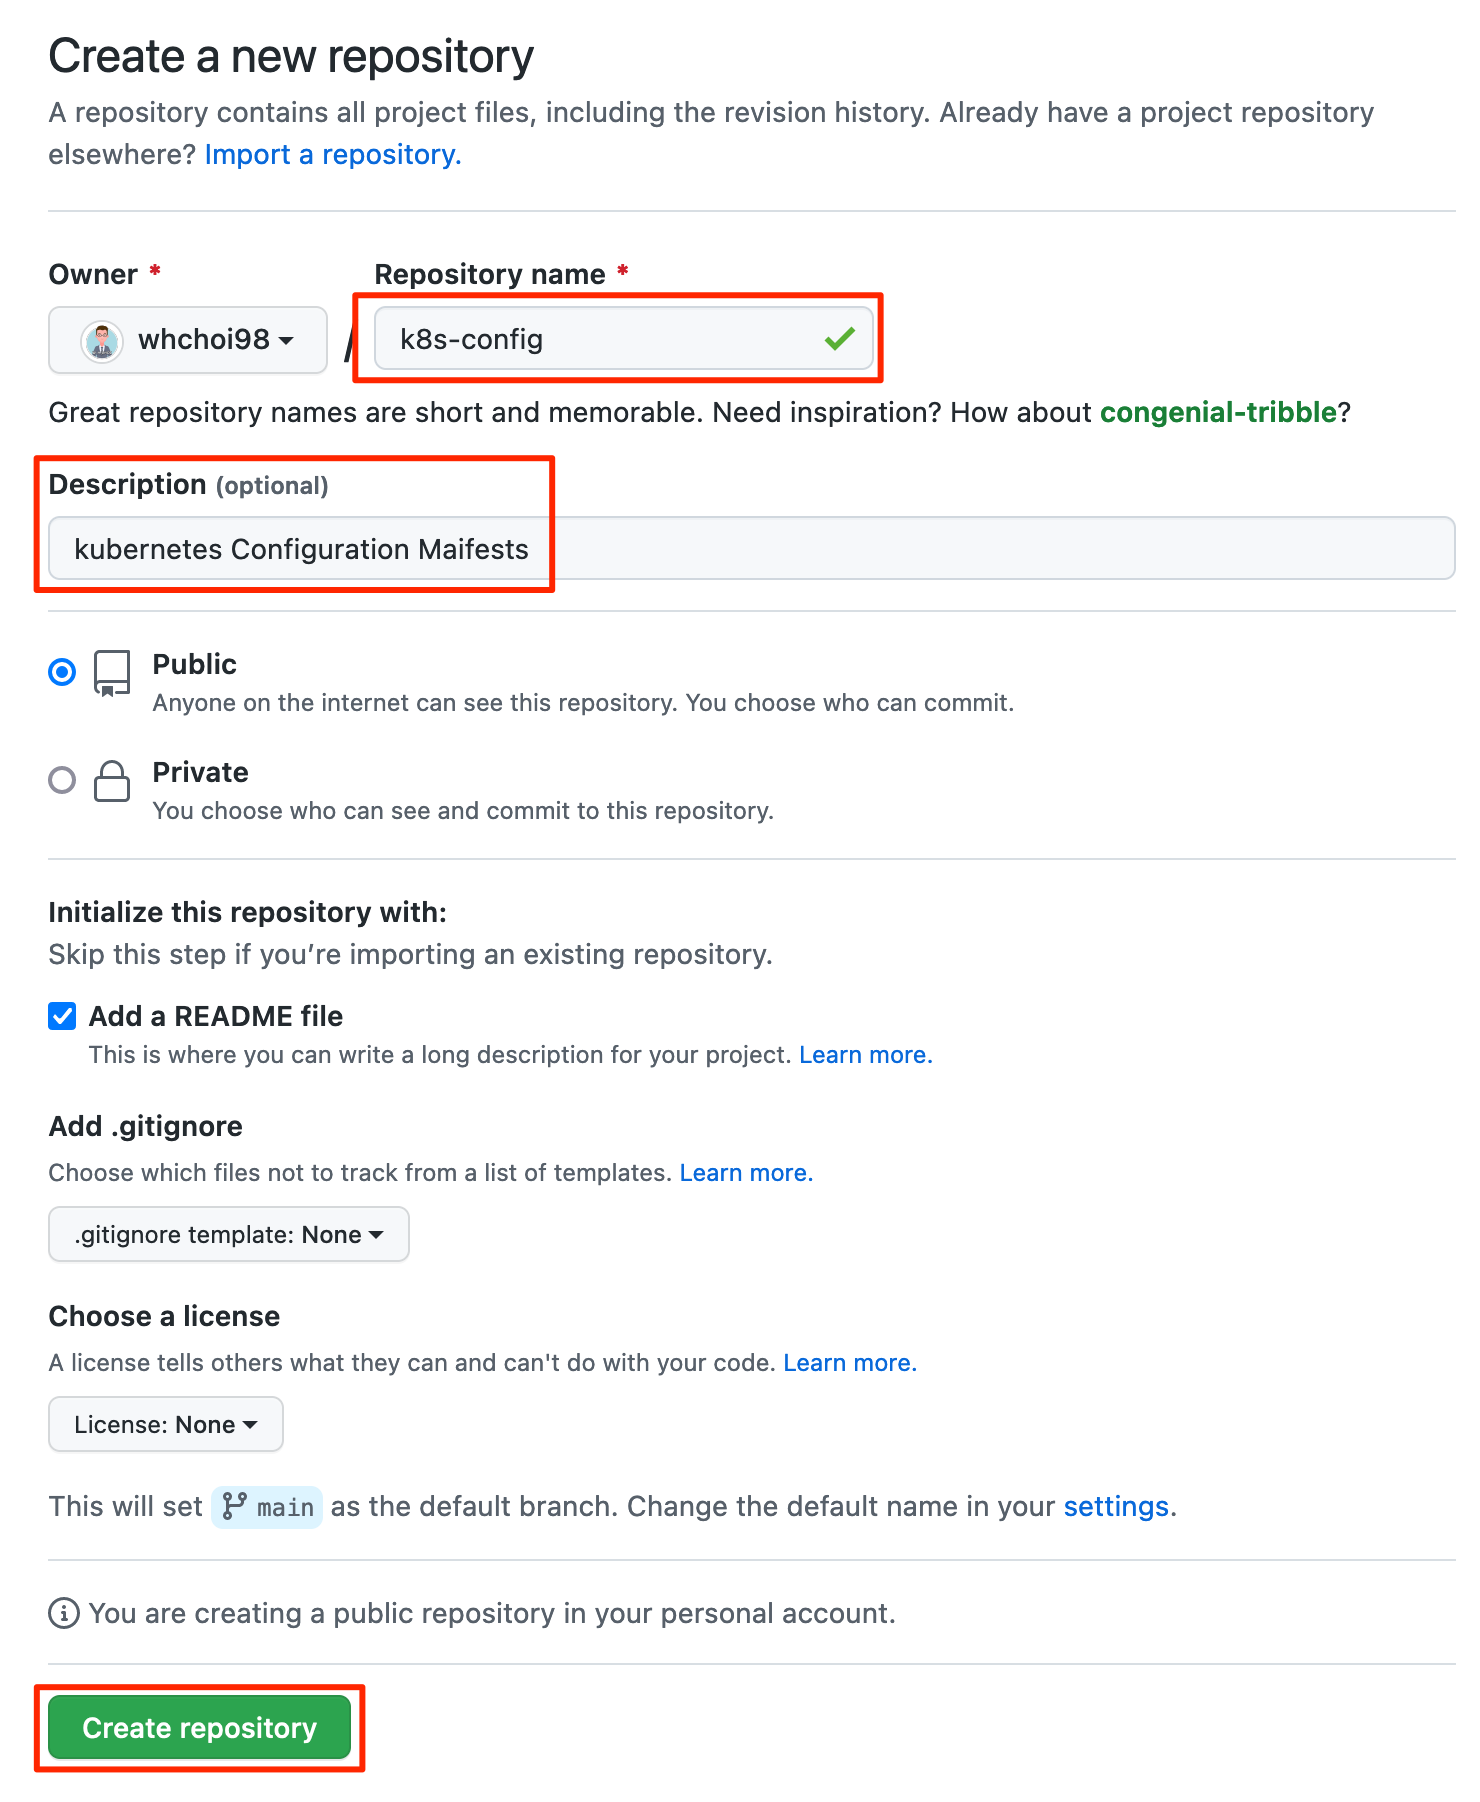 Create a new repository
A repository contains all project files, including the revision history. Already have a project repository
elsewhere? Import a repository.
Owner * Repository name *
whchoi98 / k8s-config
Great repository names are short and memorable. Need inspiration? How about congenial-tribble?
Description (optional)
kubernetes Configuration Maifests
Public
Anyone on the internet can see this repository. You choose who can commit.
Private
You choose who can see and commit to this repository.
Initialize this repository with:
Skip this step if you’re importing an existing repository.
Add a README file
This is where you can write a long description for your project. Learn more.
Add .gitignore
Choose which files not to track from a list of templates. Learn more.
.gitignore template: None
Choose a license
A license tells others what they can and can't do with your code. Learn more.
License: None
This will set main as the default branch. Change the default name in your settings.
You are creating a public repository in your personal account.
Create repository